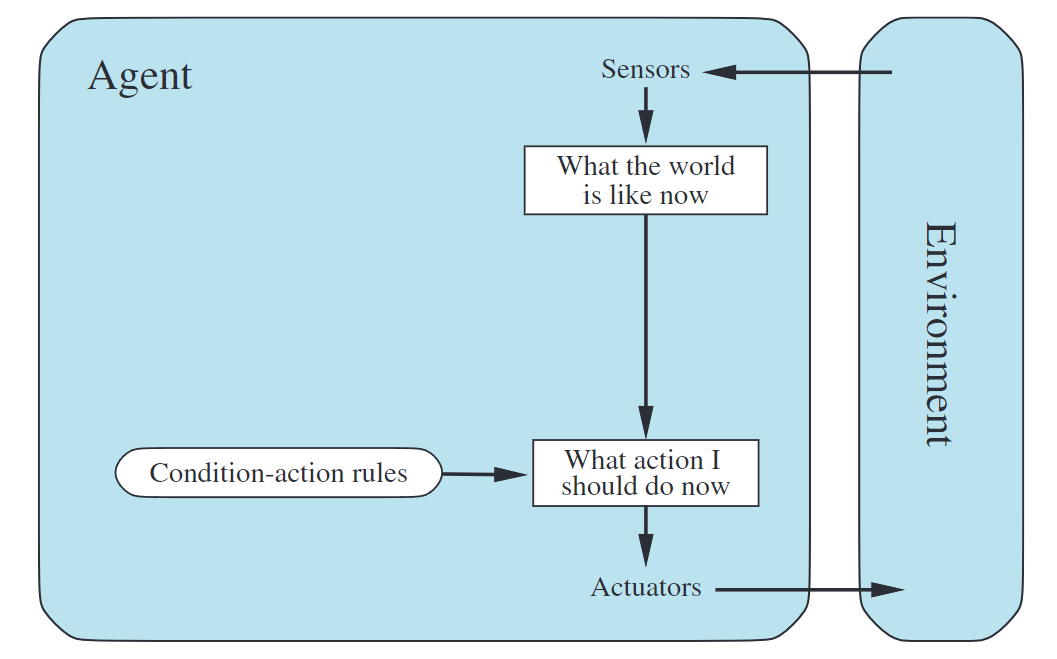 Agent
Sensors
What the world
is like now
Environment
Condition-action rules
What action I
should do now
Actuators